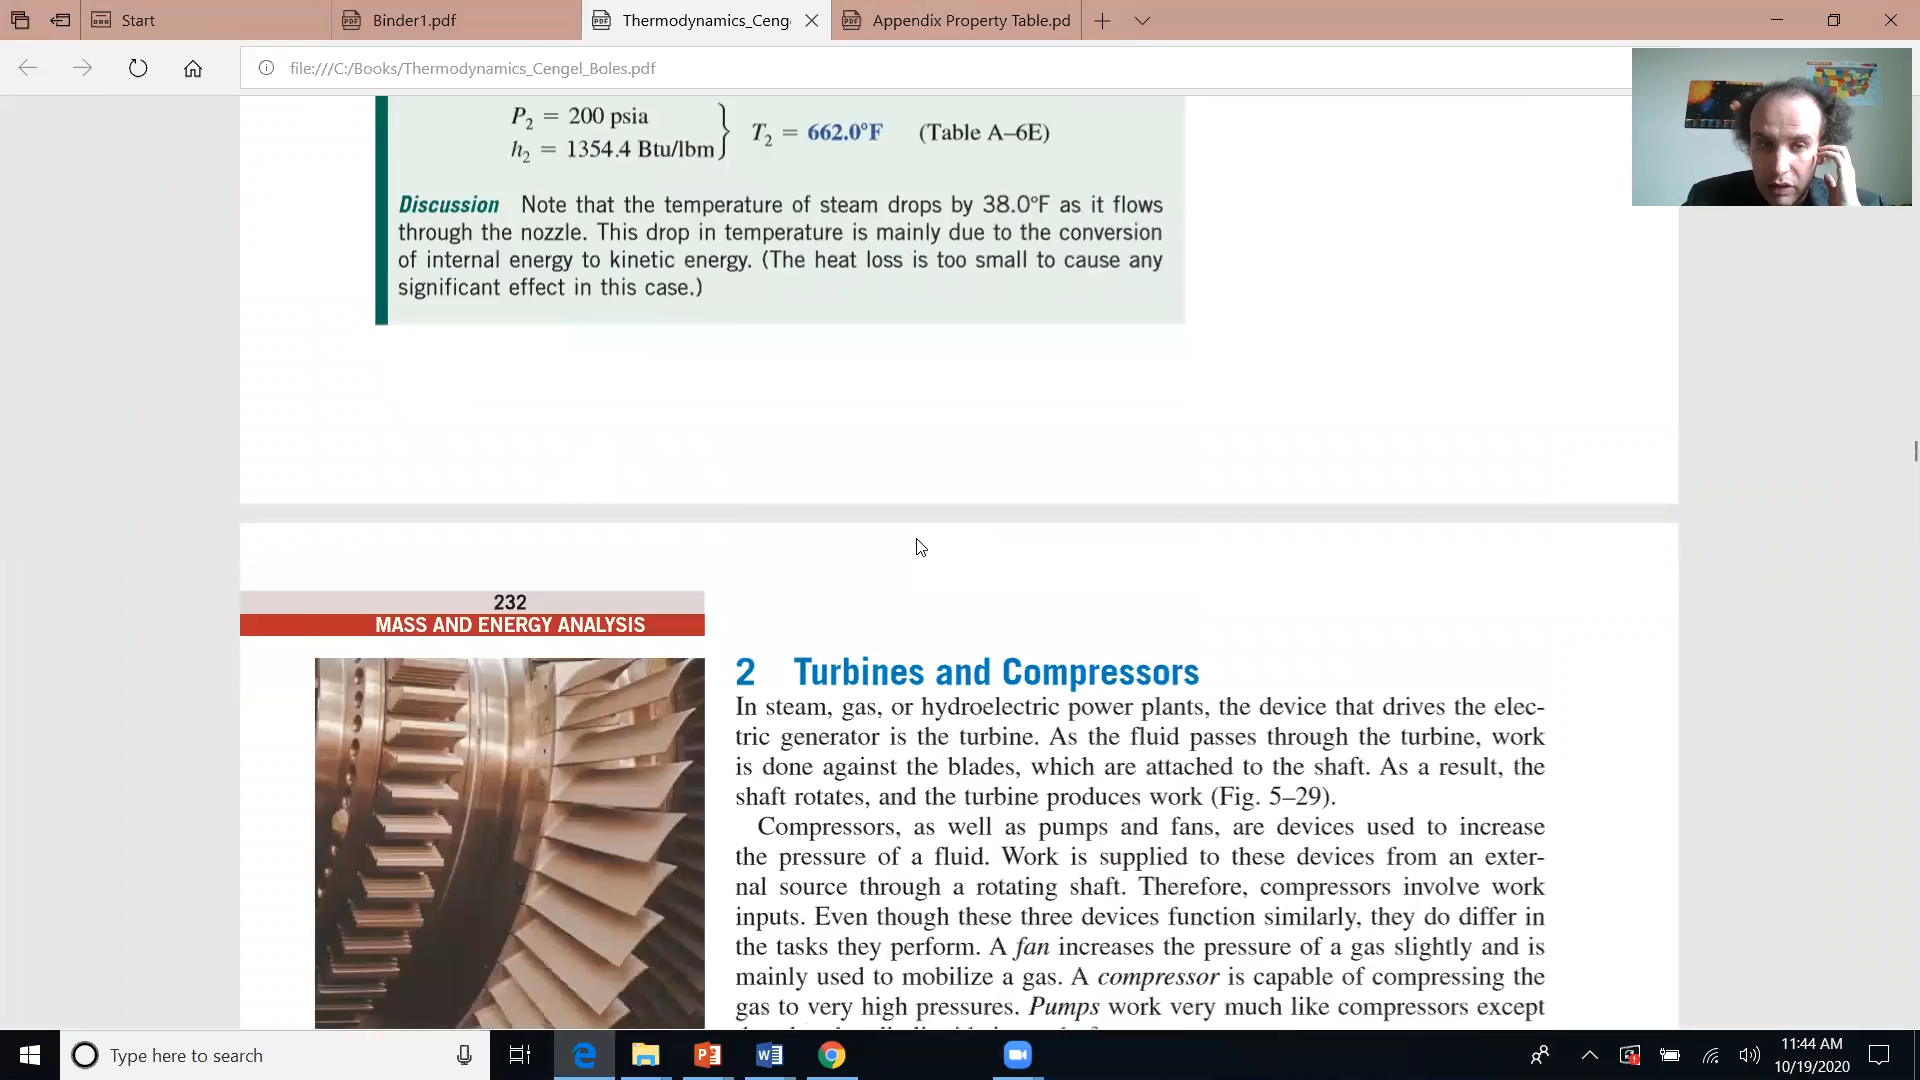 Start
Binder1.pdf
Thermodynamics_Ceng
Appendix Property Table.pd
file:///C:/Books/Thermodynamics_Cengel_Boles.pdf
P2 = 200 psia
h2 = 1354.4 Btu/lbm
T2 = 662.0°F (Table A–6E)
Discussion Note that the temperature of steam drops by 38.0°F as it flows
through the nozzle. This drop in temperature is mainly due to the conversion
of internal energy to kinetic energy. (The heat loss is too small to cause any
significant effect in this case.)
232
MASS AND ENERGY ANALYSIS
2 Turbines and Compressors
In steam, gas, or hydroelectric power plants, the device that drives the elec-
tric generator is the turbine. As the fluid passes through the turbine, work
is done against the blades, which are attached to the shaft. As a result, the
shaft rotates, and the turbine produces work (Fig. 5–29).
Compressors, as well as pumps and fans, are devices used to increase
the pressure of a fluid. Work is supplied to these devices from an exter-
nal source through a rotating shaft. Therefore, compressors involve work
inputs. Even though these three devices function similarly, they do differ in
the tasks they perform. A fan increases the pressure of a gas slightly and is
mainly used to mobilize a gas. A compressor is capable of compressing the
gas to very high pressures. Pumps work very much like compressors except
Type here to search
11:44 AM
10/19/2020